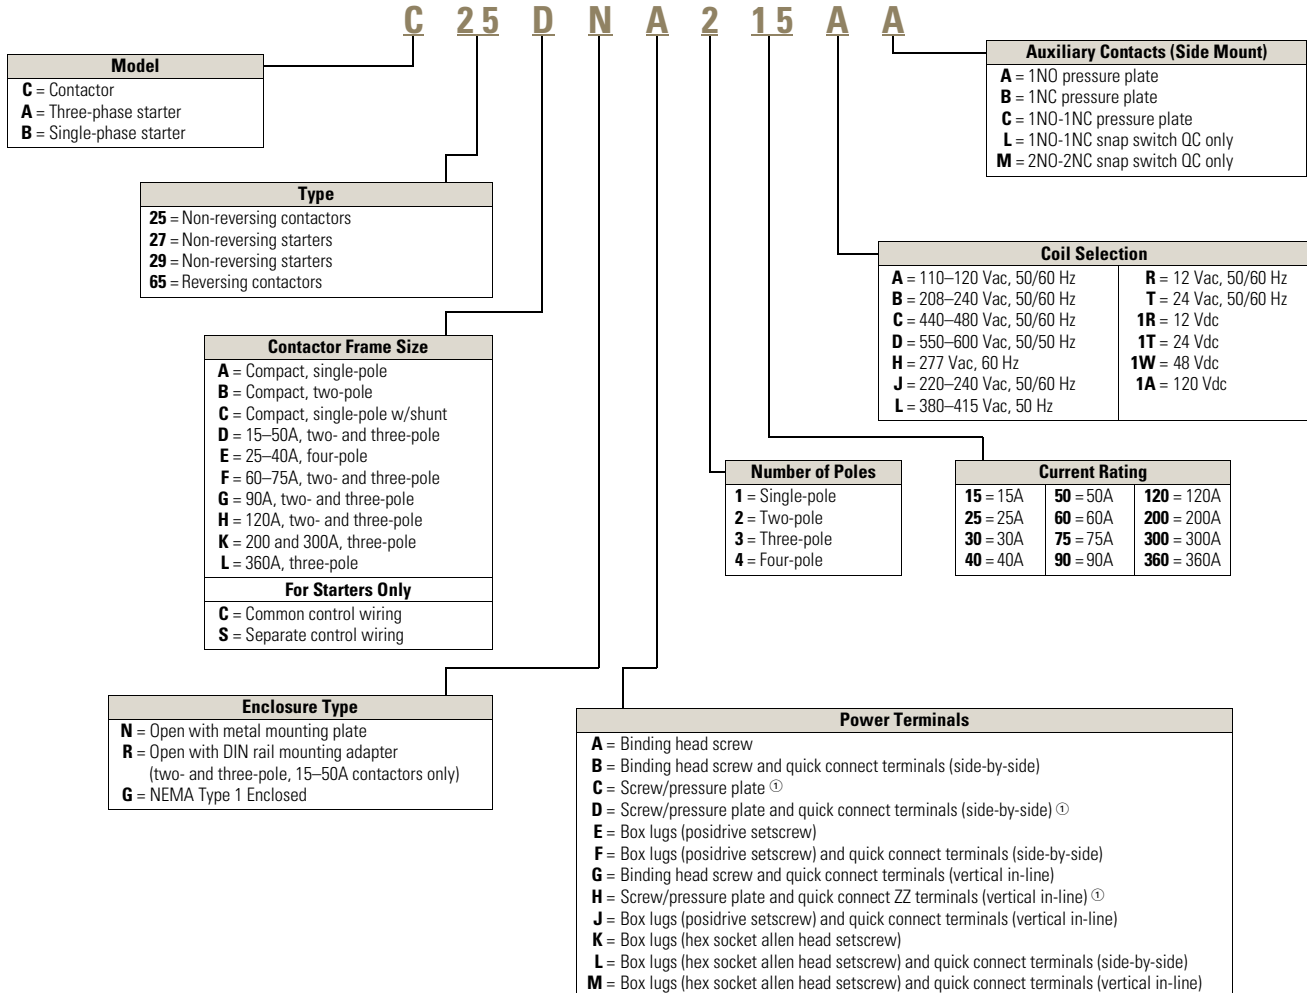 C 25 D N A 2 15 A A
Model
C = Contactor
A = Three-phase starter
B = Single-phase starter
Type
25 = Non-reversing contactors
27 = Non-reversing starters
29 = Non-reversing starters
65 = Reversing contactors
Contactor Frame Size
A = Compact, single-pole
B = Compact, two-pole
C = Compact, single-pole w/shunt
D = 15–50A, two- and three-pole
E = 25–40A, four-pole
F = 60–75A, two- and three-pole
G = 90A, two- and three-pole
H = 120A, two- and three-pole
K = 200 and 300A, three-pole
L = 360A, three-pole
For Starters Only
C = Common control wiring
S = Separate control wiring
Enclosure Type
N = Open with metal mounting plate
R = Open with DIN rail mounting adapter
(two- and three-pole, 15–50A contactors only)
G = NEMA Type 1 Enclosed
Power Terminals
A = Binding head screw
B = Binding head screw and quick connect terminals (side-by-side)
C = Screw/pressure plate ①
D = Screw/pressure plate and quick connect terminals (side-by-side) ①
E = Box lugs (posidrive setscrew)
F = Box lugs (posidrive setscrew) and quick connect terminals (side-by-side)
G = Binding head screw and quick connect terminals (vertical in-line)
H = Screw/pressure plate and quick connect ZZ terminals (vertical in-line) ①
J = Box lugs (posidrive setscrew) and quick connect terminals (vertical in-line)
K = Box lugs (hex socket allen head setscrew)
L = Box lugs (hex socket allen head setscrew) and quick connect terminals (side-by-side)
M = Box lugs (hex socket allen head setscrew) and quick connect terminals (vertical in-line)
Number of Poles
1 = Single-pole
2 = Two-pole
3 = Three-pole
4 = Four-pole
Current Rating
15 = 15A 50 = 50A 120 = 120A
25 = 25A 60 = 60A 200 = 200A
30 = 30A 75 = 75A 300 = 300A
40 = 40A 90 = 90A 360 = 360A
Coil Selection
A = 110–120 Vac, 50/60 Hz R = 12 Vac, 50/60 Hz
B = 208–240 Vac, 50/60 Hz T = 24 Vac, 50/60 Hz
C = 440–480 Vac, 50/60 Hz 1R = 12 Vdc
D = 550–600 Vac, 50/50 Hz 1T = 24 Vdc
H = 277 Vac, 60 Hz 1W = 48 Vdc
J = 220–240 Vac, 50/60 Hz 1A = 120 Vdc
L = 380–415 Vac, 50 Hz
Auxiliary Contacts (Side Mount)
A = 1NO pressure plate
B = 1NC pressure plate
C = 1NO-1NC pressure plate
L = 1NO-1NC snap switch QC only
M = 2NO-2NC snap switch QC only